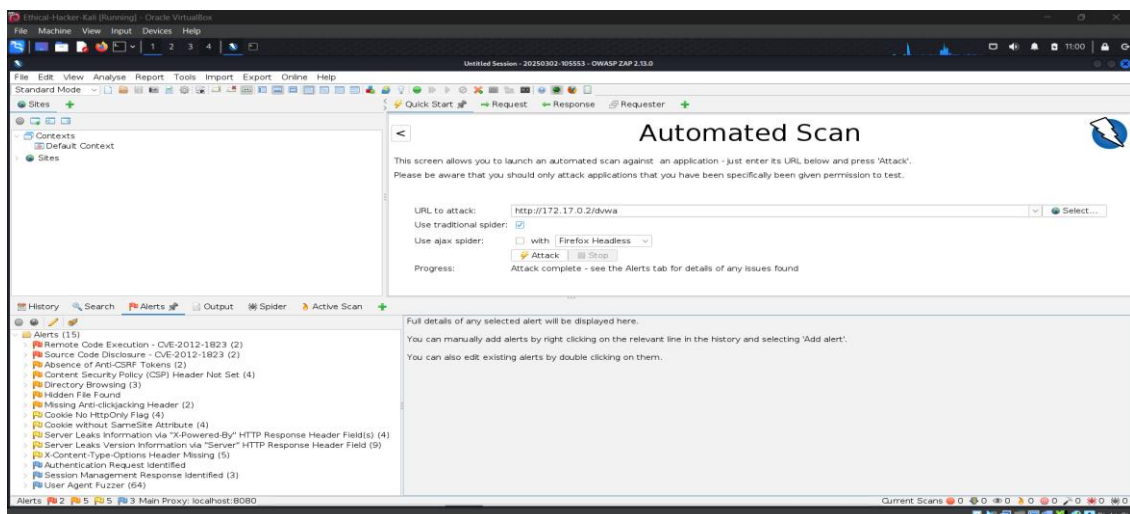 Ethical-Hacker-Kali [Running] - Oracle VirtualBox
File Machine View Input Devices Help
1 2 3 4 11:00
Untitled Session - 20250302-105553 - OWASP ZAP 2.13.0
File Edit View Analyse Report Tools Import Export Online Help
Standard Mode
Sites Quick Start Request Response Requester
Contexts
Default Context
Sites
< Automated Scan
This screen allows you to launch an automated scan against an application - just enter its URL below and press 'Attack'.
Please be aware that you should only attack applications that you have been specifically been given permission to test.
URL to attack: http://172.17.0.2/dvwa Select...
Use traditional spider:
Use ajax spider: with Firefox Headless
Attack Stop
Progress: Attack complete - see the Alerts tab for details of any issues found
History Search Alerts Output Spider Active Scan
Full details of any selected alert will be displayed here.
You can manually add alerts by right clicking on the relevant line in the history and selecting 'Add alert'.
You can also edit existing alerts by double clicking on them.
Alerts (15)
Remote Code Execution - CVE-2012-1823 (2)
Source Code Disclosure - CVE-2012-1823 (2)
Absence of Anti-CSRF Tokens (2)
Content Security Policy (CSP) Header Not Set (4)
Directory Browsing (3)
Hidden File Found
Missing Anti-clickjacking Header (2)
Cookie No HttpOnly Flag (4)
Cookie without SameSite Attribute (4)
Server Leaks Information via "X-Powered-By" HTTP Response Header Field(s) (4)
Server Leaks Version Information via "Server" HTTP Response Header Field (9)
X-Content-Type-Options Header Missing (5)
Authentication Request Identified
Session Management Response Identified (3)
User Agent Fuzzer (64)
Alerts 2 5 5 3 Main Proxy: localhost:8080 Current Scans 0 0 0 0 0 0 0 0